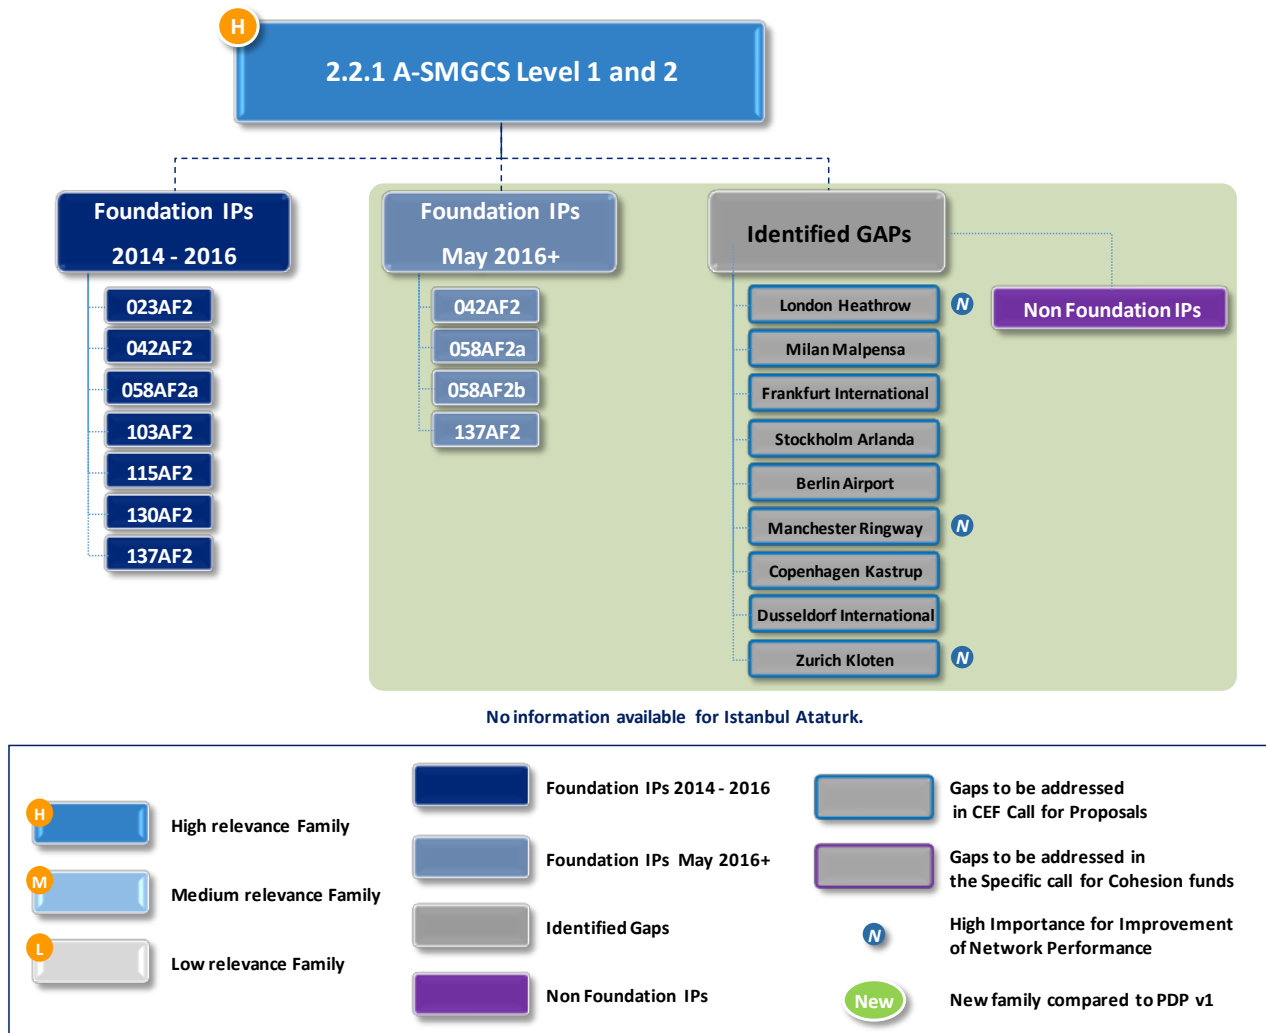 H
2.2.1 A-SMGCS Level 1 and 2
Foundation IPs
2014 - 2016
023AF2
042AF2
058AF2a
103AF2
115AF2
130AF2
137AF2
Foundation IPs
May 2016+
042AF2
058AF2a
058AF2b
137AF2
Identified GAPs
London Heathrow
N
Milan Malpensa
Frankfurt International
Stockholm Arlanda
Berlin Airport
Manchester Ringway
N
Copenhagen Kastrup
Dusseldorf International
Zurich Kloten
N
Non Foundation IPs
No information available for Istanbul Ataturk.
H
High relevance Family
M
Medium relevance Family
L
Low relevance Family
Foundation IPs 2014 - 2016
Foundation IPs May 2016+
Identified Gaps
Non Foundation IPs
Gaps to be addressed
in CEF Call for Proposals
Gaps to be addressed in
the Specific call for Cohesion funds
N
High Importance for Improvement
of Network Performance
New
New family compared to PDP v1